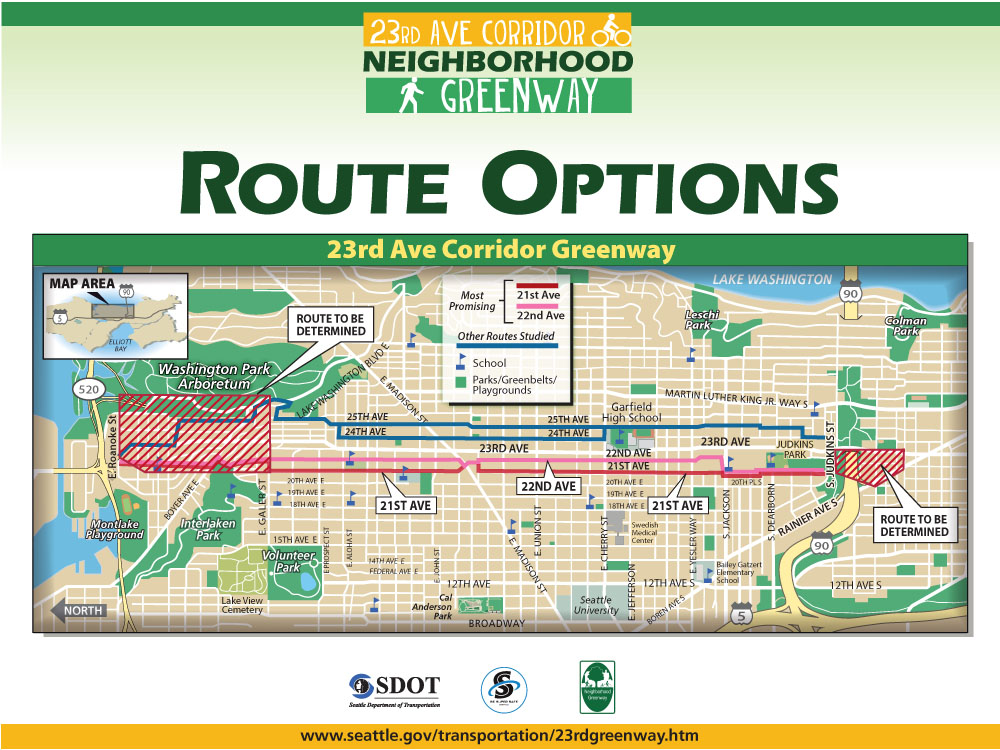 23RD AVE CORRIDOR
NEIGHBORHOOD
GREENWAY
ROUTE OPTIONS
23rd Ave Corridor Greenway
MAP AREA
90
5
ELLIOTT
BAY
ROUTE TO BE
DETERMINED
Most
Promising
21st Ave
22nd Ave
Other Routes Studied
School
Parks/Greenbelts/
Playgrounds
LAKE WASHINGTON
90
Leschi
Park
Colman
Park
520
Washington Park
Arboretum
LAKE WASHINGTON BLVD E
E. MADISON ST
MARTIN LUTHER KING JR. WAY S
Garfield
High School
E. Roanoke St
25TH AVE
24TH AVE
25TH AVE
24TH AVE
23RD AVE
23RD AVE
22ND AVE
21ST AVE
JUDKINS
PARK
S. JUDKINS ST
20TH PL S
BOYER AVE E
E. GALER ST
20TH AVE E
19TH AVE E
18TH AVE E
21ST AVE
22ND AVE
20TH AVE E
19TH AVE E
18TH AVE E
21ST AVE
S. JACKSON
S. DEARBORN
RAINIER AVE S
ROUTE TO BE
DETERMINED
Montlake
Playground
Interlaken
Park
15TH AVE E
Volunteer
Park
E.PROSPECT ST
E. ALOHA ST
14TH AVE E
FEDERAL AVE E
E. JOHN ST
E. MADISON ST
E. UNION ST
E. CHERRY ST
Swedish
Medical
Center
E. YESLER WAY
90
Bailey Gatzert
Elementary
School
12TH AVE
12TH AVE S
12TH AVE S
E. JEFFERSON
BOREN AVE S
NORTH
Lake View
Cemetery
Cal
Anderson
Park
BROADWAY
Seattle
University
5
SDOT
Seattle Department of Transportation
Neighborhood
Greenway
www.seattle.gov/transportation/23rdgreenway.htm